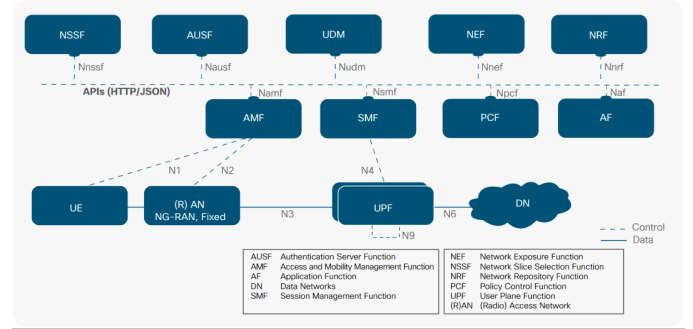 NSSF AUSF UDM NEF NRF
Nnssf Nausf Nudm Nnef Nnrf
APIs (HTTP/JSON)
Namf Nsmf Npcf Naf
AMF SMF PCF AF
N1 N2 N4
UE (R) AN UPF DN
NG-RAN, Fixed
N3 N6
N9
Control
Data
AUSF Authentication Server Function
AMF Access and Mobility Management Function
AF Application Function
DN Data Networks
SMF Session Management Function
NEF Network Exposure Function
NSSF Network Slice Selection Function
NRF Network Repository Function
PCF Policy Control Function
UPF User Plane Function
(R)AN (Radio) Access Network